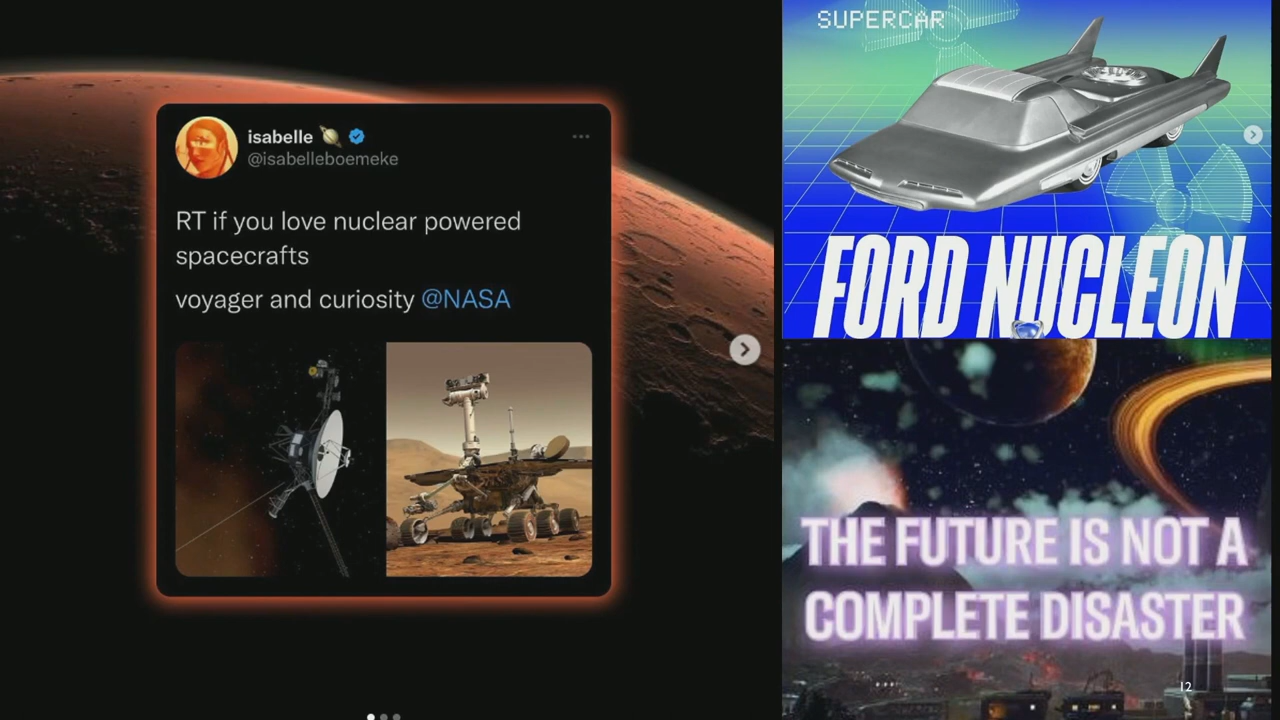 isabelle
@isabelleboemeke
RT if you love nuclear powered
spacecrafts
voyager and curiosity @NASA
SUPERCAR
FORD NUCLEON
THE FUTURE IS NOT A
COMPLETE DISASTER
12